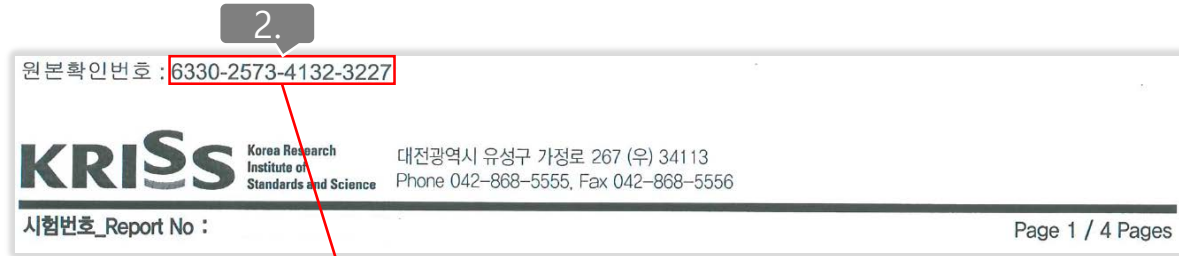 2.
원본확인번호 : 6330-2573-4132-3227
KRISS
Korea Research
Institute of
Standards and Science
대전광역시 유성구 가정로 267 (우) 34113
Phone 042-868-5555, Fax 042-868-5556
시험번호_Report No :
Page 1 / 4 Pages